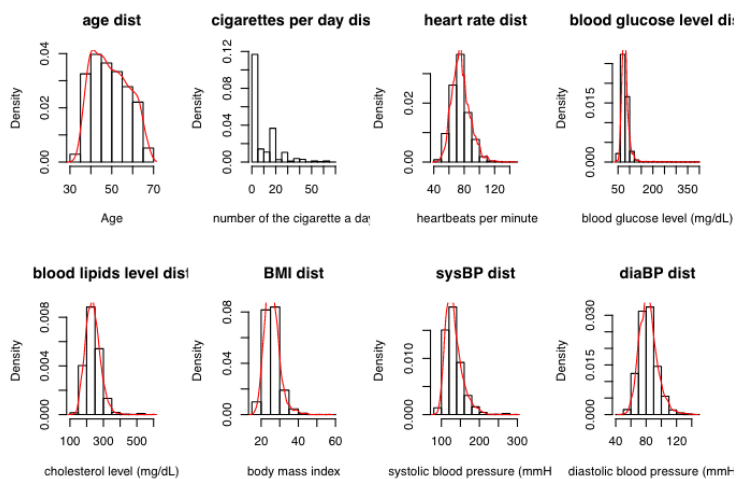 age dist
Density
0.00 0.02 0.04
30 40 50 60 70
Age
cigarettes per day dis
Density
0.00 0.04 0.08 0.12
0 20 40
number of the cigarette a day
heart rate dist
Density
0.00 0.02
40 80 120
heartbeats per minute
blood glucose level dis
Density
0.000 0.015
50 200 350
blood glucose level (mg/dL)
blood lipids level dist
Density
0.000 0.004 0.008
100 300 500
cholesterol level (mg/dL)
BMI dist
Density
0.00 0.04 0.08
20 40 60
body mass index
sysBP dist
Density
0.000 0.010
100 200 300
systolic blood pressure (mmH
diaBP dist
Density
0.000 0.015 0.030
40 80 120
diastolic blood pressure (mmH